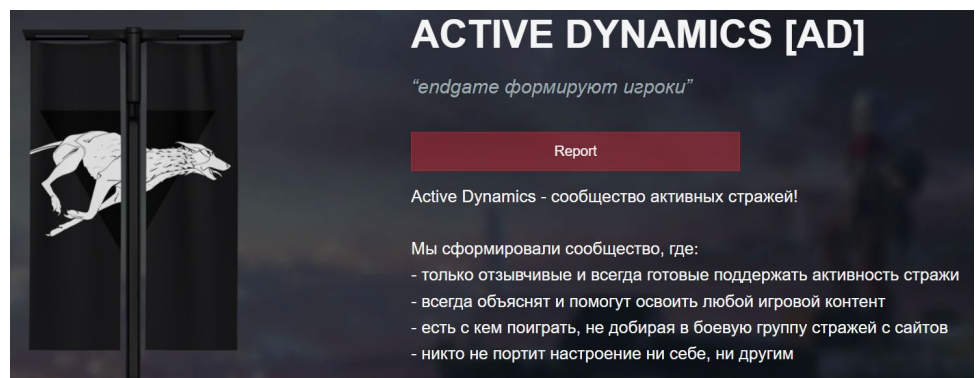 ACTIVE DYNAMICS [AD]
“endgame формируют игроки”
Report
Active Dynamics - сообщество активных стражей!
Мы сформировали сообщество, где:
- только отзывчивые и всегда готовые поддержать активность стражи
- всегда объяснят и помогут освоить любой игровой контент
- есть с кем поиграть, не добирая в боевую группу стражей с сайтов
- никто не портит настроение ни себе, ни другим